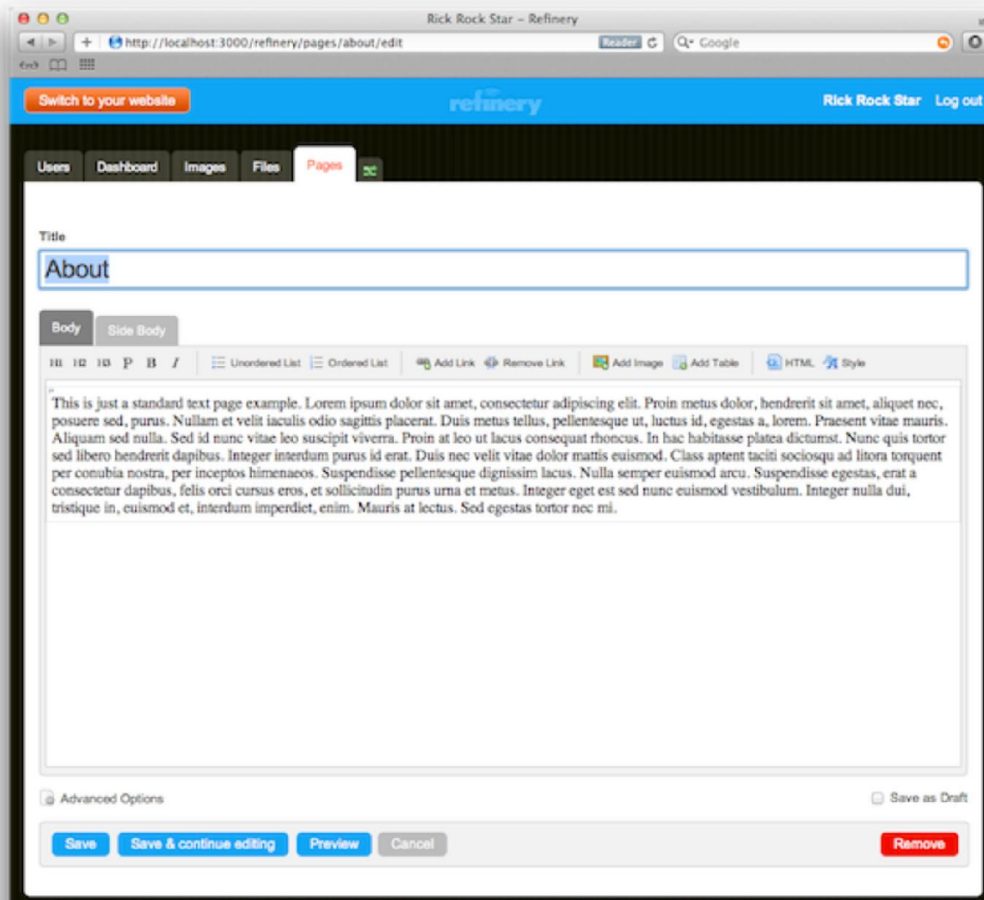 Rick Rock Star – Refinery
http://localhost:3000/refinery/pages/about/edit Reader Google
Switch to your website refinery Rick Rock Star Log out
Users Dashboard Images Files Pages
Title
About
Body Side Body
H1 H2 H3 P B I Unordered List Ordered List Add Link Remove Link Add Image Add Table HTML Style
This is just a standard text page example. Lorem ipsum dolor sit amet, consectetur adipiscing elit. Proin metus dolor, hendrerit sit amet, aliquet nec,
posuere sed, purus. Nullam et velit iaculis odio sagittis placerat. Duis metus tellus, pellentesque ut, luctus id, egestas a, lorem. Praesent vitae mauris.
Aliquam sed nulla. Sed id nunc vitae leo suscipit viverra. Proin at leo ut lacus consequat rhoncus. In hac habitasse platea dictumst. Nunc quis tortor
sed libero hendrerit dapibus. Integer interdum purus id erat. Duis nec velit vitae dolor mattis euismod. Class aptent taciti sociosqu ad litora torquent
per conubia nostra, per inceptos himenaeos. Suspendisse pellentesque dignissim lacus. Nulla semper euismod arcu. Suspendisse egestas, erat a
consectetur dapibus, felis orci cursus eros, et sollicitudin purus urna et metus. Integer eget est sed nunc euismod vestibulum. Integer nulla dui,
tristique in, euismod et, interdum imperdiet, enim. Mauris at lectus. Sed egestas tortor nec mi.
Advanced Options Save as Draft
Save Save & continue editing Preview Cancel Remove